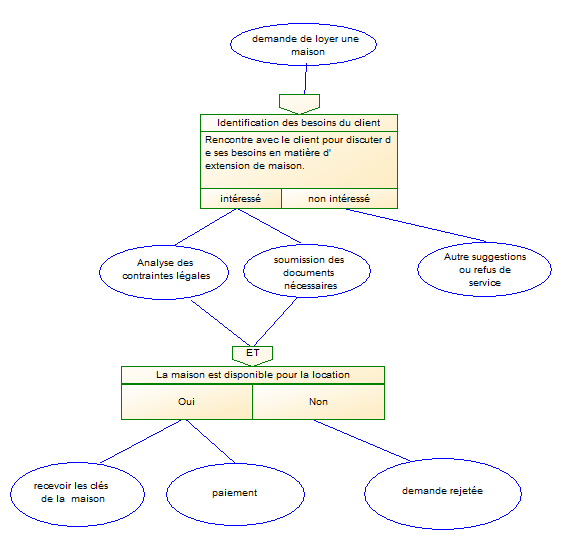 demande de loyer une
maison
Identification des besoins du client
Rencontre avec le client pour discuter d
e ses besoins en matière d'
extension de maison.
intéressé
non intéressé
Analyse des
contraintes légales
soumission des
documents
nécessaires
Autre suggestions
ou refus de
service
ET
La maison est disponible pour la location
Oui
Non
recevoir les clés
de la maison
paiement
demande rejetée